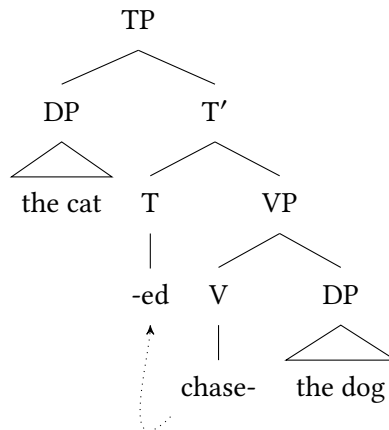 TP
DP T′
the cat T VP
-ed V DP
chase- the dog